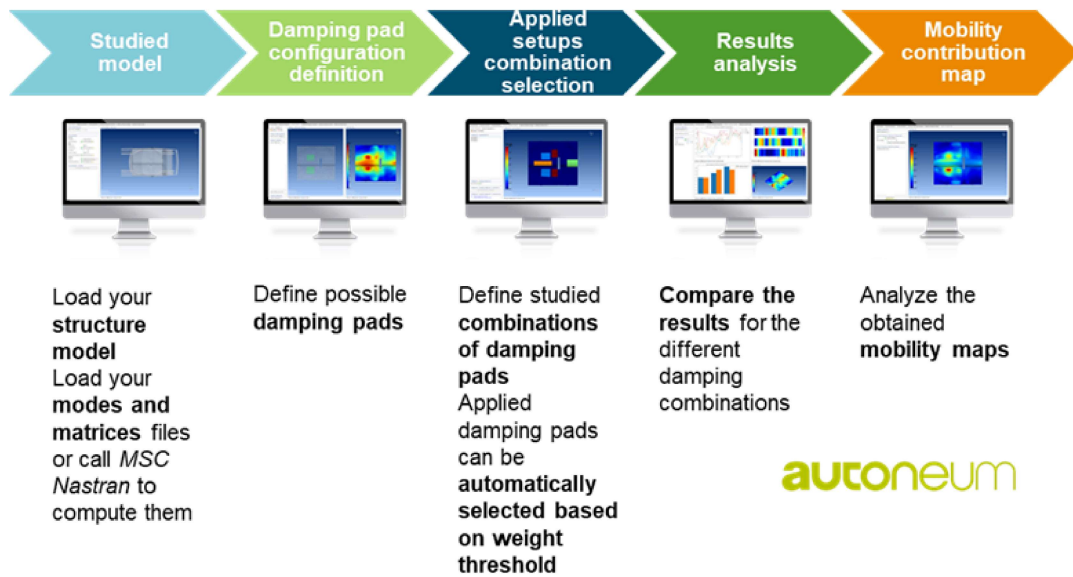 Studied
model
Damping pad
configuration
definition
Applied
setups
combination
selection
Results
analysis
Mobility
contribution
map
Load your
structure
model
Load your
modes and
matrices files
or call MSC
Nastran to
compute them
Define possible
damping pads
Define studied
combinations
of damping
pads
Applied
damping pads
can be
automatically
selected based
on weight
threshold
Compare the
results for the
different
damping
combinations
Analyze the
obtained
mobility maps
autoneum